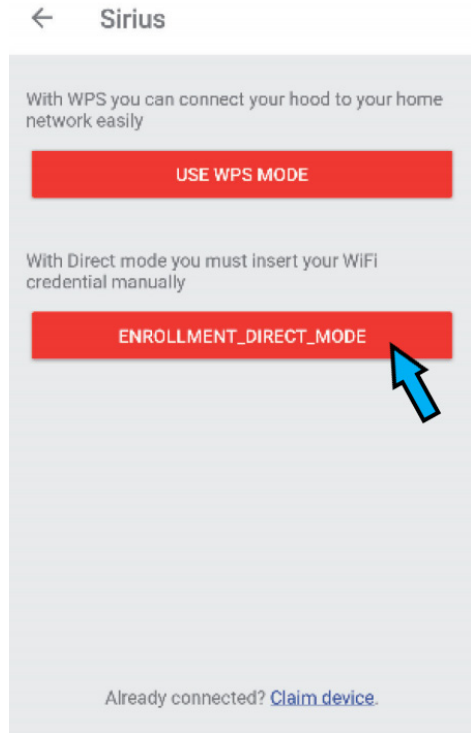 Sirius
With WPS you can connect your hood to your home
network easily
USE WPS MODE
With Direct mode you must insert your WiFi
credential manually
ENROLLMENT_DIRECT_MODE
Already connected? Claim device.